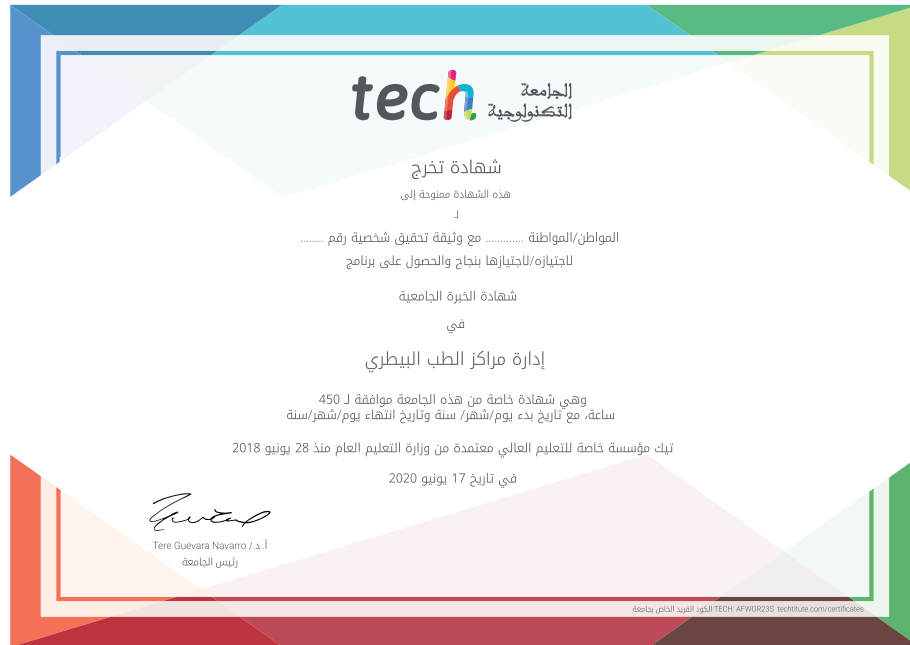 tech الجامعة
التكنولوجية
شهادة تخرج
هذه الشهادة ممنوحة إلى
لـ
المواطن/المواطنة ............. مع وثيقة تحقيق شخصية رقم ........
لاجتيازه/لاجتيازها بنجاح والحصول على برنامج
شهادة الخبرة الجامعية
في
إدارة مراكز الطب البيطري
وهي شهادة خاصة من هذه الجامعة موافقة لـ 450
ساعة، مع تاريخ بدء يوم/شهر/ سنة وتاريخ انتهاء يوم/شهر/سنة
تيك مؤسسة خاصة للتعليم العالي معتمدة من وزارة التعليم العام منذ 28 يونيو 2018
في تاريخ 17 يونيو 2020
أ. د./ Tere Guevara Navarro
رئيس الجامعة
الكود الفريد الخاص بجامعة TECH: AFWOR23S techtitute.com/certificates